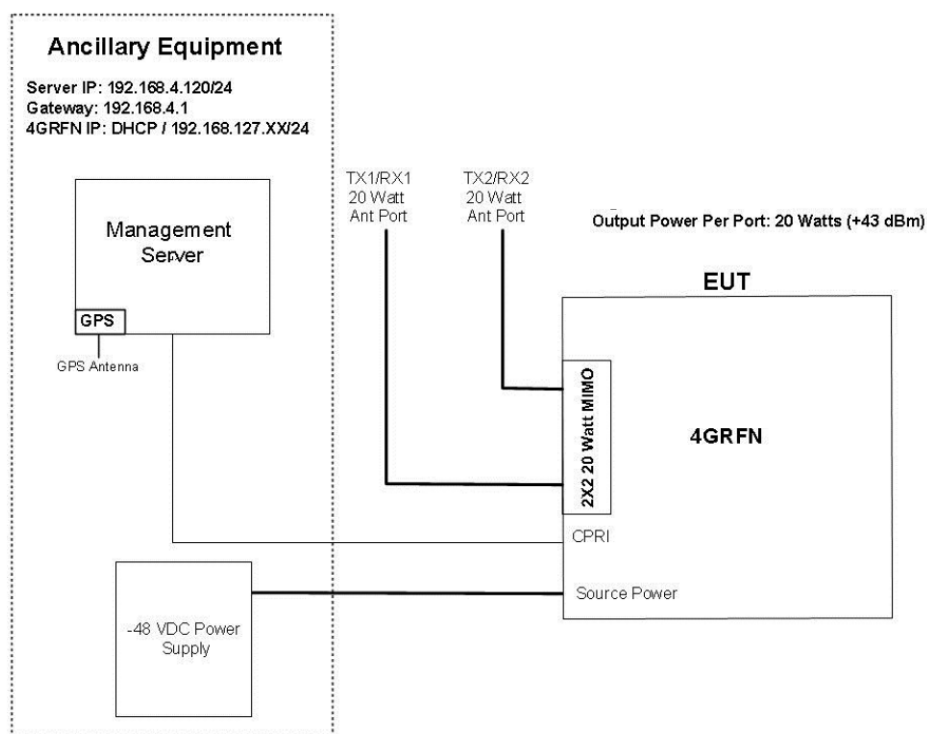 Ancillary Equipment
Server IP: 192.168.4.120/24
Gateway: 192.168.4.1
4GRFN IP: DHCP / 192.168.127.XX/24
Management
Server
GPS
GPS Antenna
-48 VDC Power
Supply
TX1/RX1
20 Watt
Ant Port
TX2/RX2
20 Watt
Ant Port
Output Power Per Port: 20 Watts (+43 dBm)
EUT
2X2 20 Watt MIMO
4GRFN
CPRI
Source Power